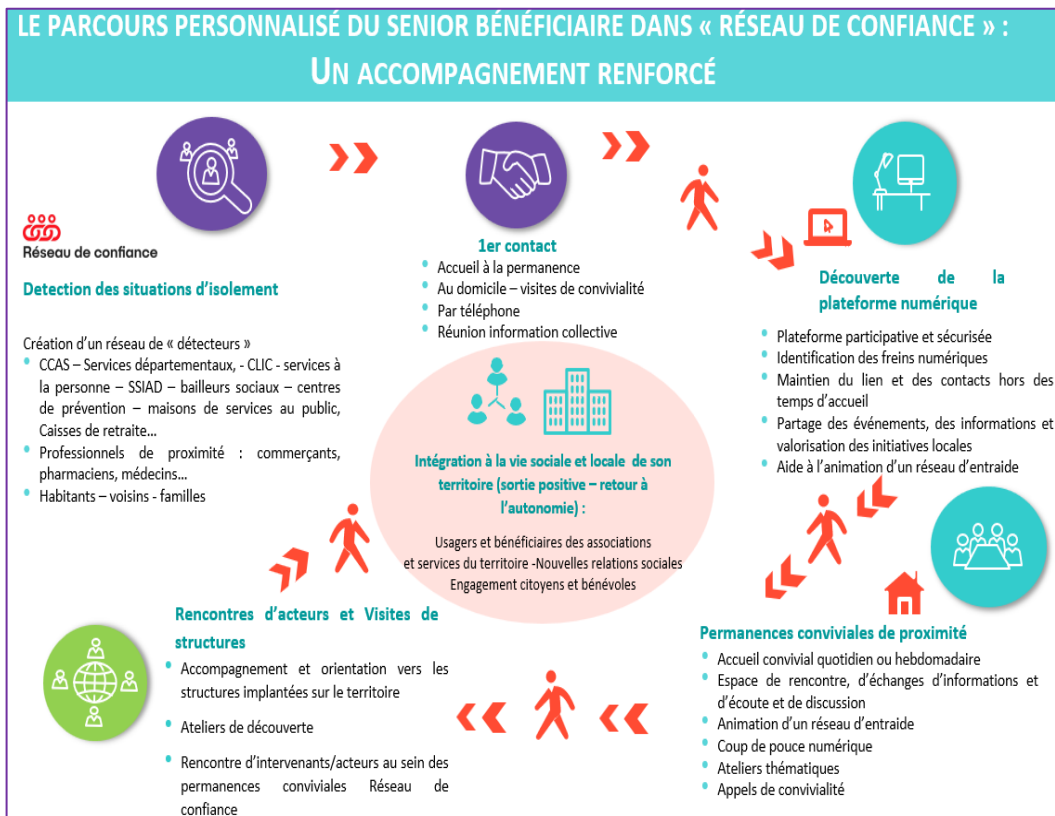 LE PARCOURS PERSONNALISÉ DU SENIOR BÉNÉFICIAIRE DANS « RÉSEAU DE CONFIANCE » :
UN ACCOMPAGNEMENT RENFORCÉ
Réseau de confiance
Detection des situations d'isolement
Création d'un réseau de « détecteurs »
• CCAS – Services départementaux, - CLIC - services à
la personne – SSIAD – bailleurs sociaux – centres
de prévention – maisons de services au public,
Caisses de retraite...
• Professionnels de proximité : commerçants,
pharmaciens, médecins...
• Habitants – voisins - familles
1er contact
• Accueil à la permanence
• Au domicile – visites de convivialité
• Par téléphone
• Réunion information collective
Découverte de la
plateforme numérique
• Plateforme participative et sécurisée
• Identification des freins numériques
• Maintien du lien et des contacts hors des
temps d'accueil
• Partage des événements, des informations et
valorisation des initiatives locales
• Aide à l'animation d'un réseau d'entraide
Permanences conviviales de proximité
• Accueil convivial quotidien ou hebdomadaire
• Espace de rencontre, d'échanges d'informations et
d'écoute et de discussion
• Animation d'un réseau d'entraide
• Coup de pouce numérique
• Ateliers thématiques
• Appels de convivialité
Rencontres d'acteurs et Visites de
structures
• Accompagnement et orientation vers les
structures implantées sur le territoire
• Ateliers de découverte
• Rencontre d'intervenants/acteurs au sein des
permanences conviviales Réseau de
confiance
Intégration à la vie sociale et locale de son
territoire (sortie positive – retour à
l'autonomie) :
Usagers et bénéficiaires des associations
et services du territoire -Nouvelles relations sociales
Engagement citoyens et bénévoles